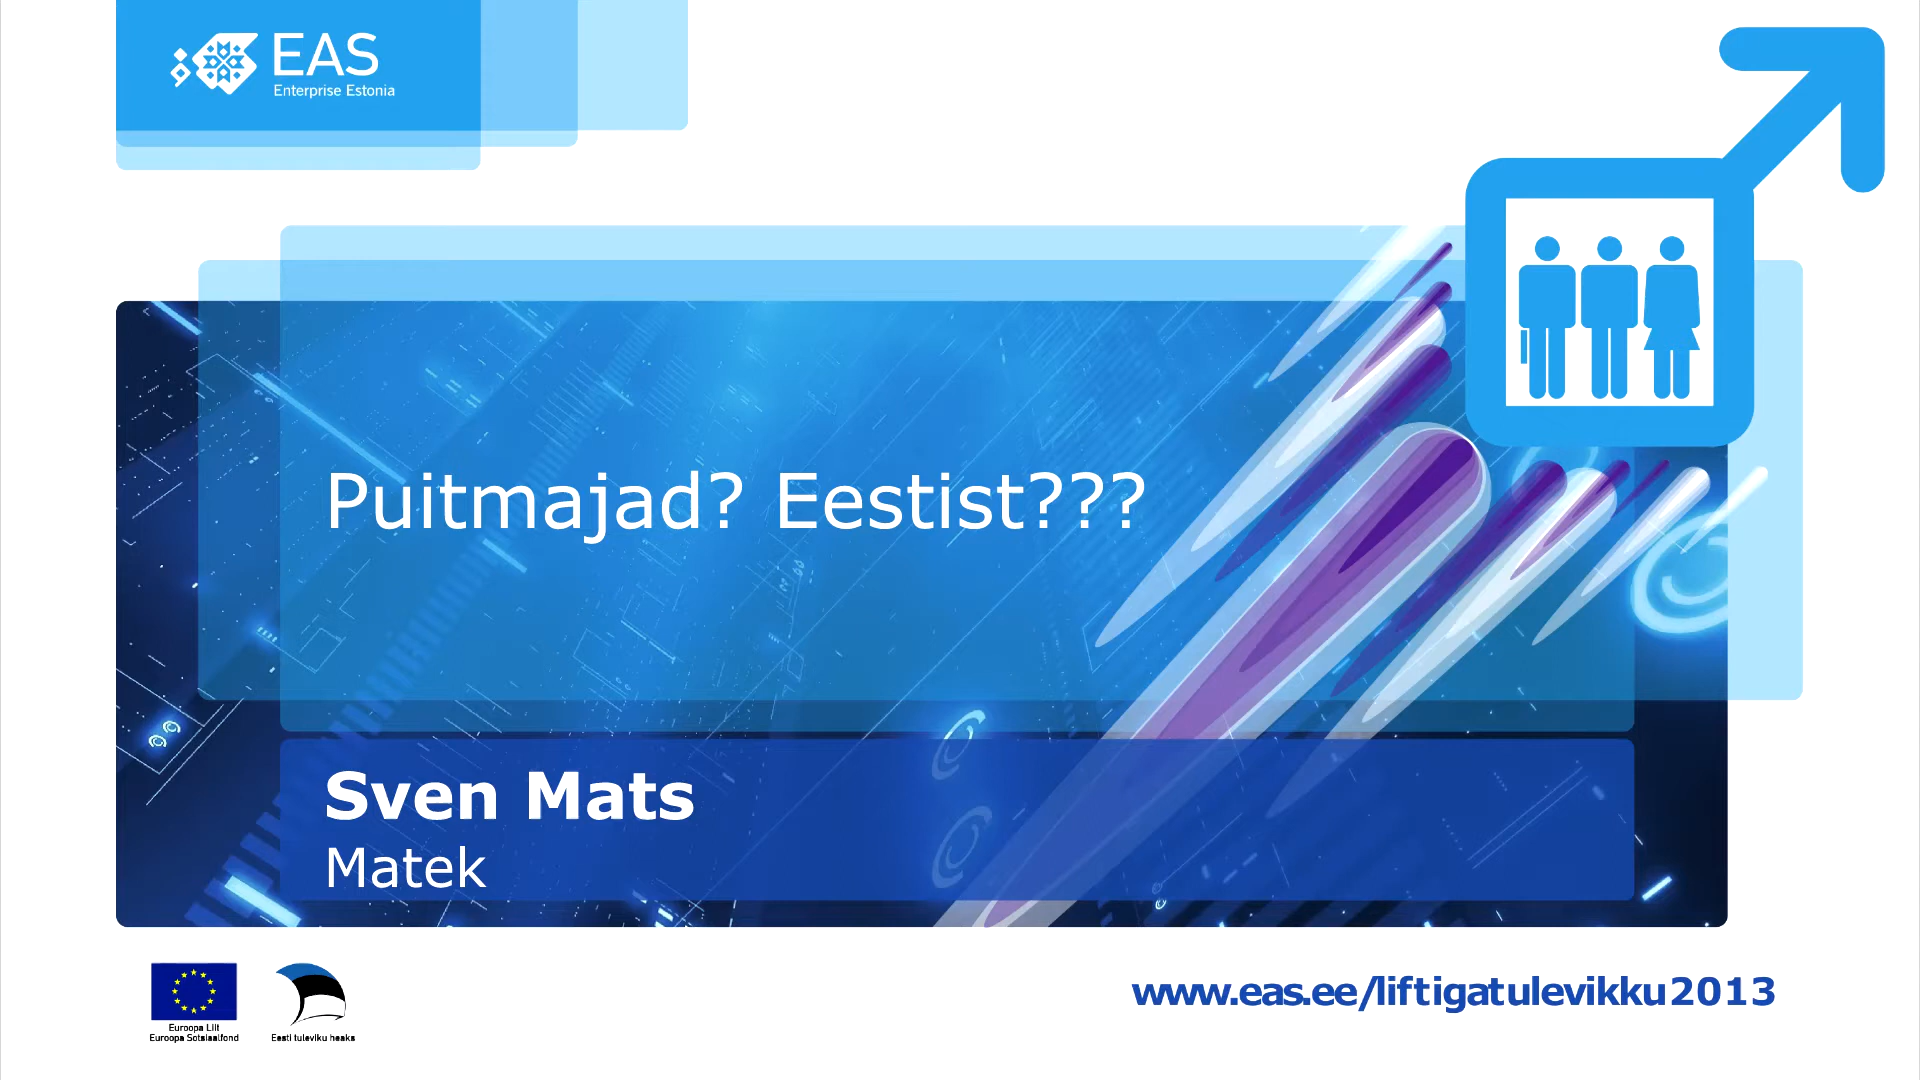 EAS
Enterprise Estonia
Puitmajad? Eestist???
Sven Mats
Matek
Euroopa Liit
Euroopa Sotsiaalfond
Eesti tuleviku heaks
www.eas.ee/liftigatulevikku2013